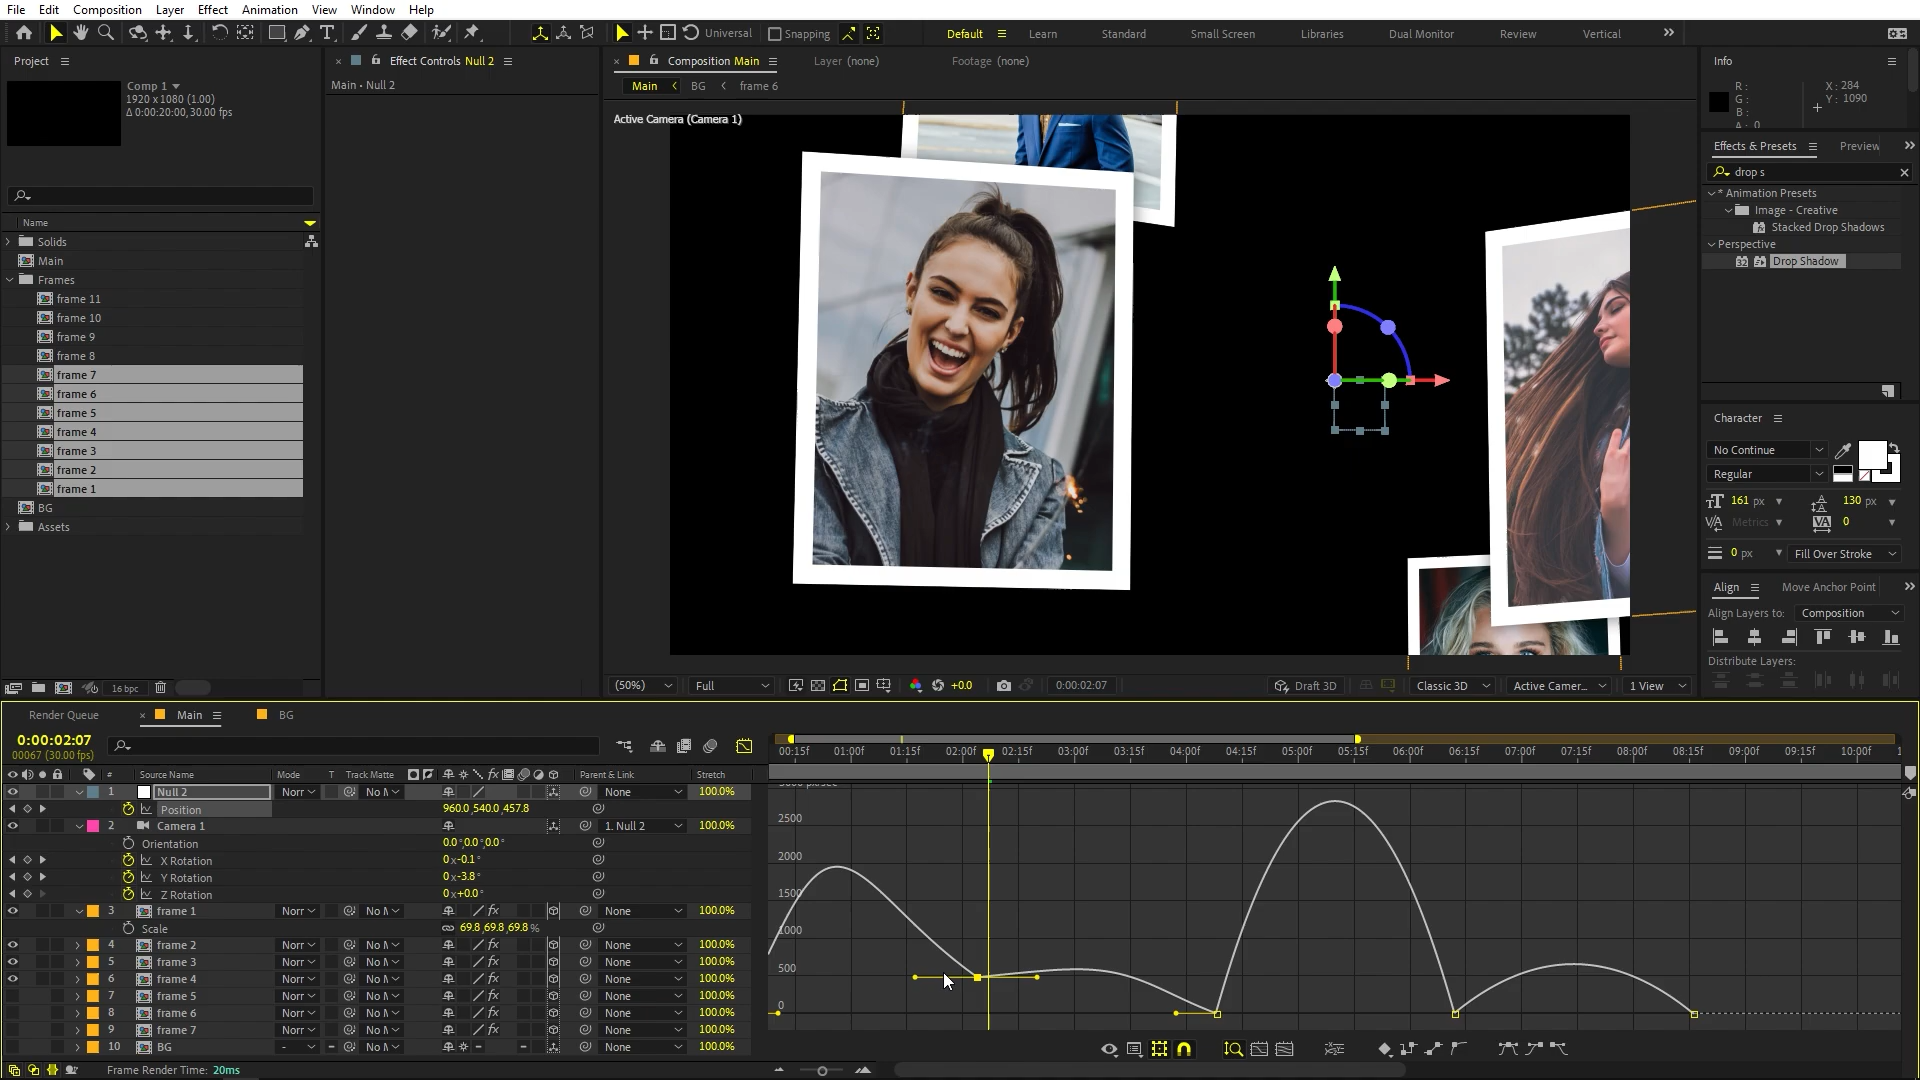 File Edit Composition Layer Effect Animation View Window Help
Universal Snapping Default Learn Standard Small Screen Libraries Dual Monitor Review Vertical
Project
Comp 1
1920 x 1080 (1.00)
Δ 0:00:20:00, 30.00 fps
Name
Solids
Main
Frames
frame 11
frame 10
frame 9
frame 8
frame 7
frame 6
frame 5
frame 4
frame 3
frame 2
frame 1
BG
Assets
16 bpc
Effect Controls Null 2
Main • Null 2
Composition Main Layer (none) Footage (none)
Main BG frame 6
Active Camera (Camera 1)
(50%) Full +0.0 0:00:02:07 Draft 3D Classic 3D Active Camer... 1 View
Info
R :
G :
B :
A : 0
X : 284
Y : 1090
Effects & Presets Preview
drop s
* Animation Presets
Image - Creative
Stacked Drop Shadows
Perspective
32 Drop Shadow
Character
No Continue
Regular
161 px 130 px
Metrics 0
0 px Fill Over Stroke
Align Move Anchor Point
Align Layers to: Composition
Distribute Layers:
Render Queue Main BG
0:00:02:07
00067 (30.00 fps)
# Source Name Mode T Track Matte fx Parent & Link Stretch
1 Null 2 Norr No M None 100.0%
Position 960.0,540.0,457.8
2 Camera 1 1. Null 2 100.0%
Orientation 0.0°,0.0°,0.0°
X Rotation 0x-0.1°
Y Rotation 0x-3.8°
Z Rotation 0x+0.0°
3 frame 1 Norr No M fx None 100.0%
Scale 69.8,69.8,69.8%
4 frame 2 Norr No M fx None 100.0%
5 frame 3 Norr No M fx None 100.0%
6 frame 4 Norr No M fx None 100.0%
7 frame 5 Norr No M fx None 100.0%
8 frame 6 Norr No M fx None 100.0%
9 frame 7 Norr No M fx None 100.0%
10 BG - None 100.0%
Frame Render Time: 20ms
00:15f 01:00f 01:15f 02:00f 02:15f 03:00f 03:15f 04:00f 04:15f 05:00f 05:15f 06:00f 06:15f 07:00f 07:15f 08:00f 08:15f 09:00f 09:15f 10:00f
2500
2000
1500
1000
500
0